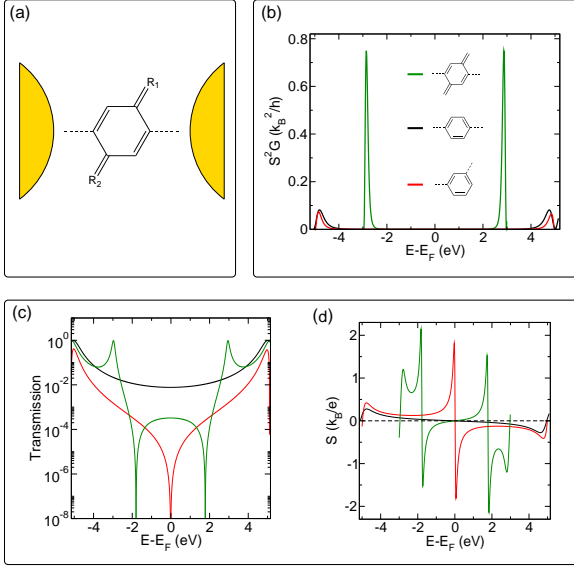 (a)
R1
R2
(b)
S2G (kB2/h)
0.8
0.6
0.4
0.2
0
-4 -2 0 2 4
E-EF (eV)
(c)
Transmission
10^0
10^-2
10^-4
10^-6
10^-8
-4 -2 0 2 4
E-EF (eV)
(d)
S (kB/e)
2
1
0
-1
-2
-4 -2 0 2 4
E-EF (eV)